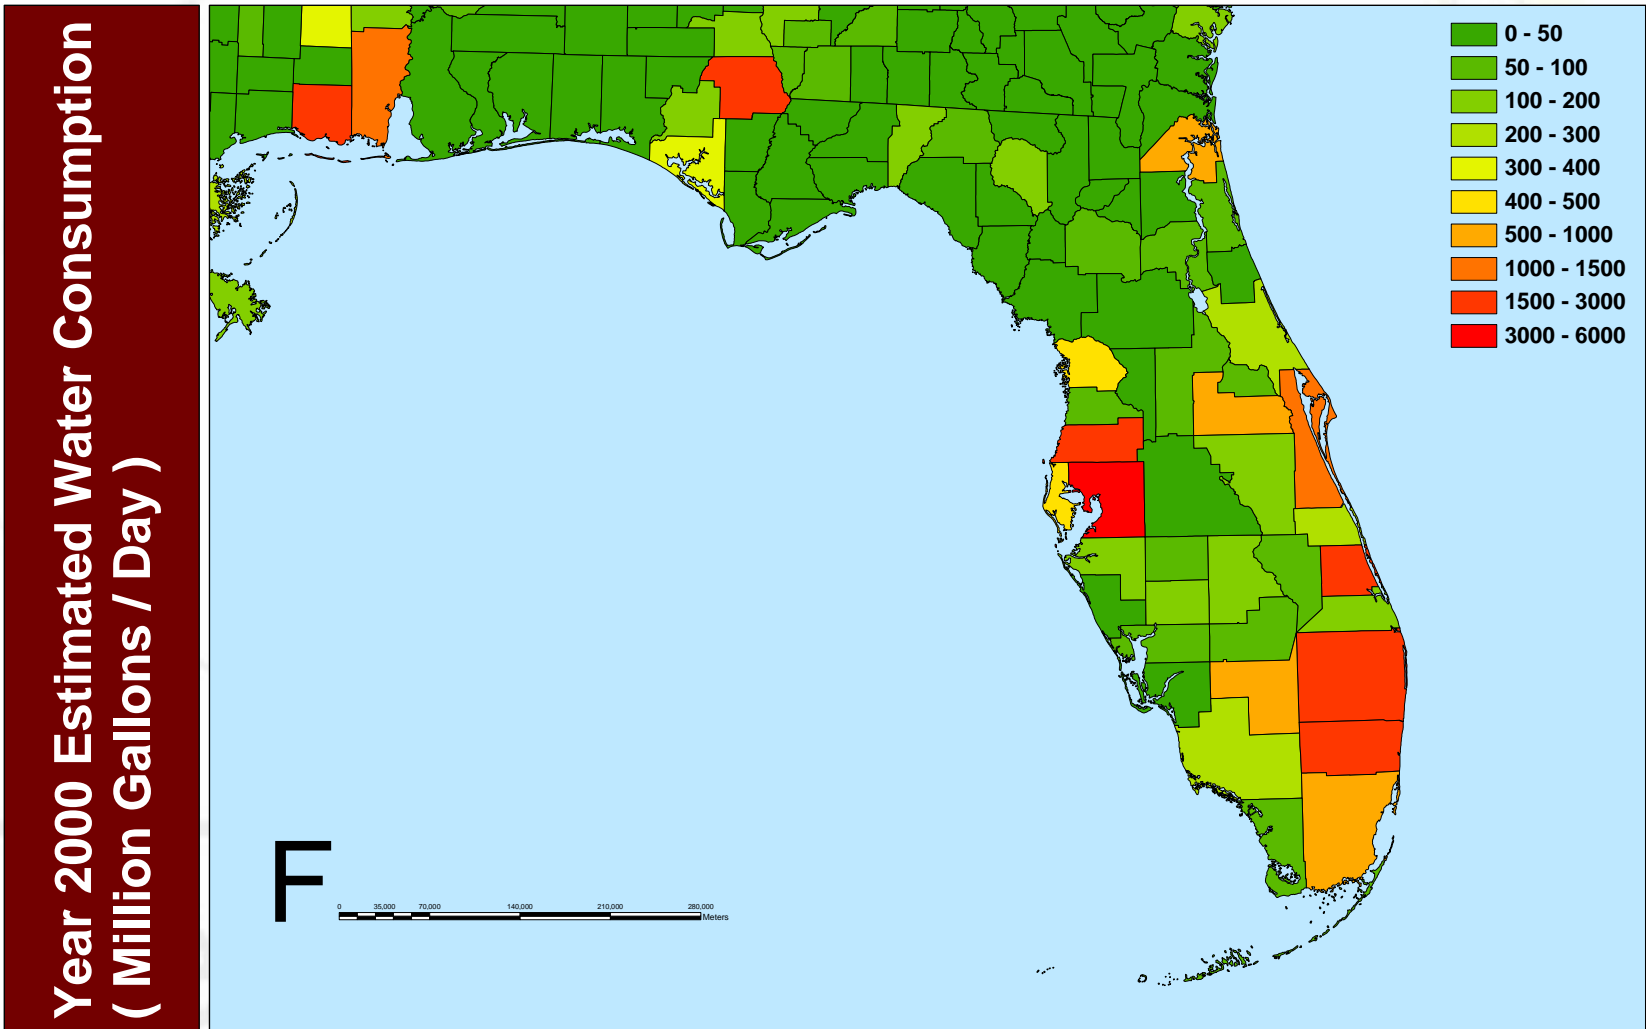 Year 2000 Estimated Water Consumption
( Million Gallons / Day )
0 - 50
50 - 100
100 - 200
200 - 300
300 - 400
400 - 500
500 - 1000
1000 - 1500
1500 - 3000
3000 - 6000
F
0 35,000 70,000 140,000 210,000 280,000
Meters